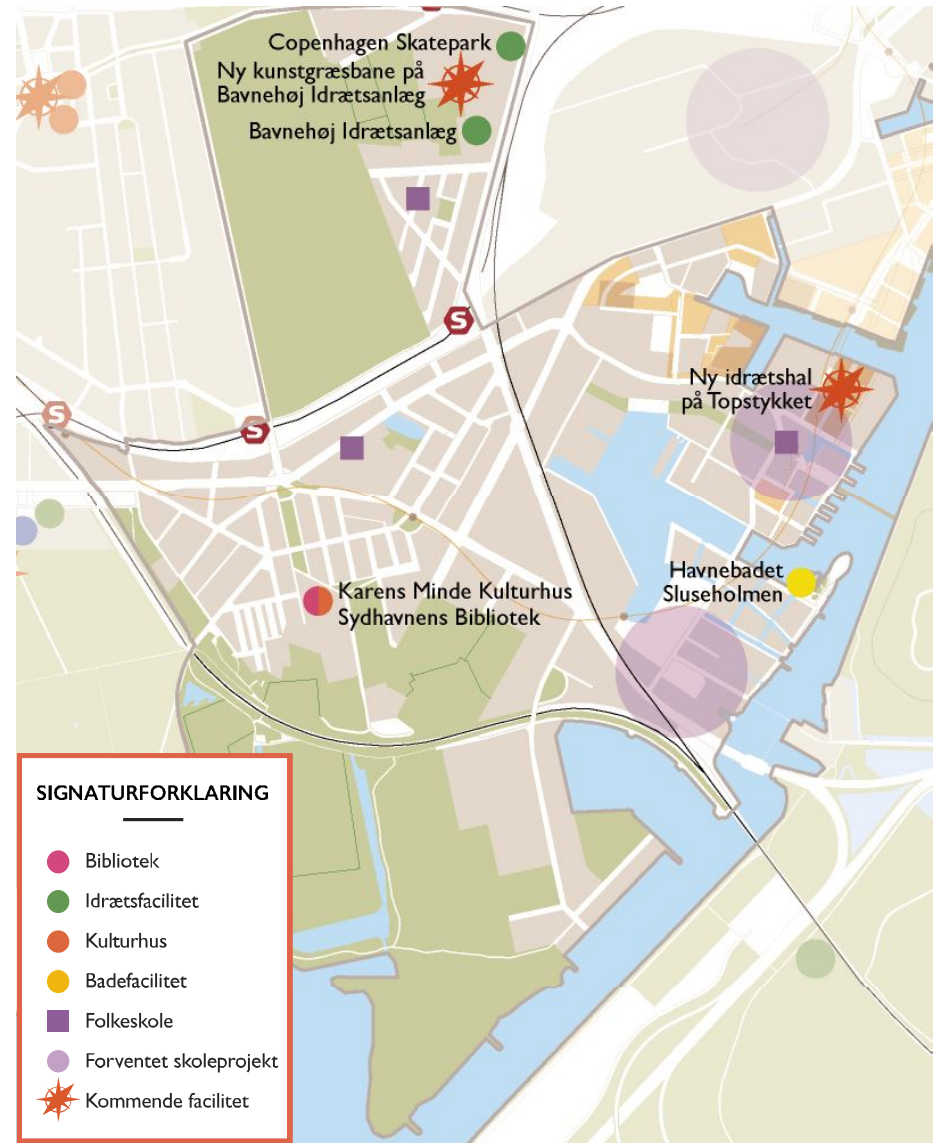 Copenhagen Skatepark
Ny kunstgræsbane på
Bavnehøj Idrætsanlæg
Bavnehøj Idrætsanlæg
S
Ny idrætshal
på Topstykket
S
S
Havnebadet
Sluseholmen
Karens Minde Kulturhus
Sydhavnens Bibliotek
SIGNATURFORKLARING
Bibliotek
Idrætsfacilitet
Kulturhus
Badefacilitet
Folkeskole
Forventet skoleprojekt
Kommende facilitet